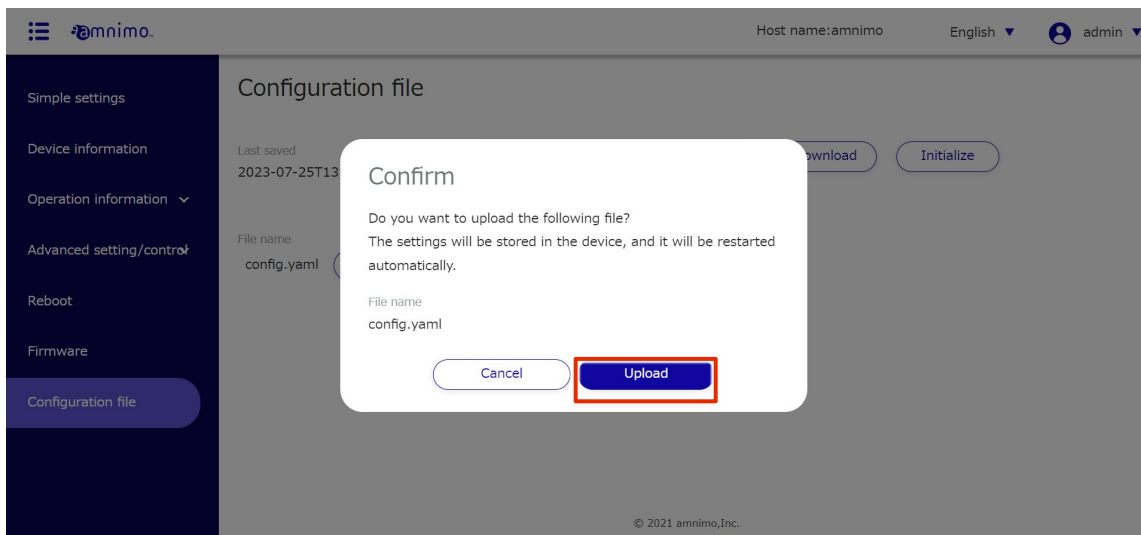 amnimo
Host name:amnimo
English
admin
Simple settings
Device information
Operation information
Advanced setting/control
Reboot
Firmware
Configuration file
Configuration file
Last saved
2023-07-25T13
ownload
Initialize
File name
config.yaml
Confirm
Do you want to upload the following file?
The settings will be stored in the device, and it will be restarted
automatically.
File name
config.yaml
Cancel
Upload
© 2021 amnimo,Inc.